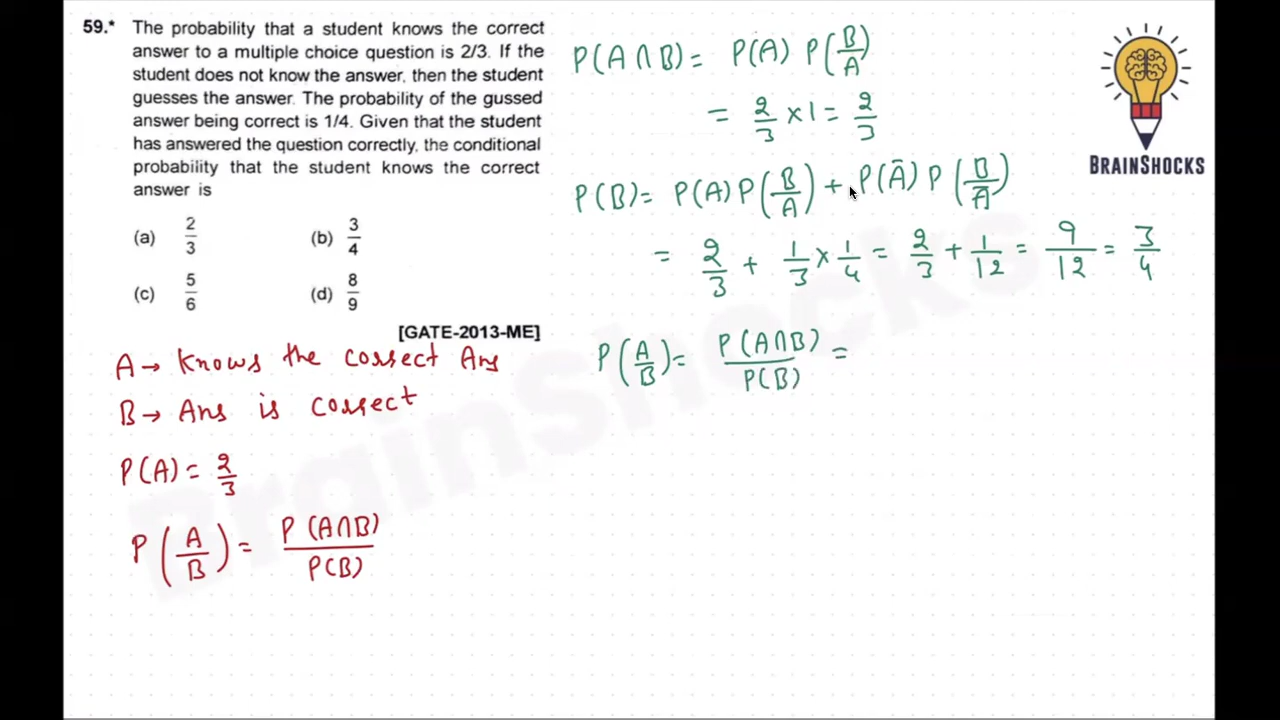 59.* The probability that a student knows the correct
answer to a multiple choice question is 2/3. If the
student does not know the answer, then the student
guesses the answer. The probability of the gussed
answer being correct is 1/4. Given that the student
has answered the question correctly, the conditional
probability that the student knows the correct
answer is
(a) 2/3 (b) 3/4
(c) 5/6 (d) 8/9
[GATE-2013-ME]
A → Knows the correct Ans
B → Ans is correct
P(A) = 2/3
P(A/B) = P(A∩B)/P(B)
P(A∩B) = P(A) P(B/A)
= 2/3 × 1 = 2/3
P(B) = P(A) P(B/A) + P(Ā) P(B/Ā)
= 2/3 + 1/3 × 1/4 = 2/3 + 1/12 = 9/12 = 3/4
P(A/B) = P(A∩B)/P(B) =
BRAINSHOCKS
BrainShocks